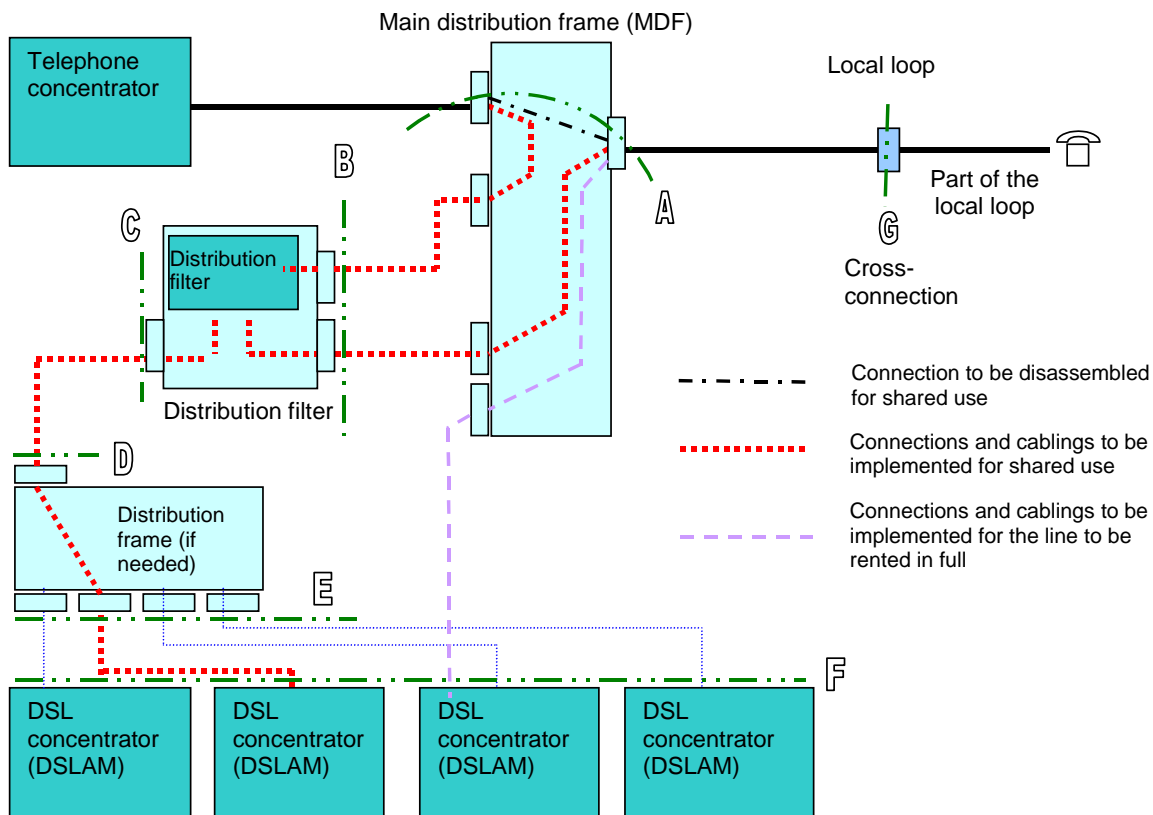 Main distribution frame (MDF)
Telephone
concentrator
Local loop
B
A
Part of the
local loop
C
G
Distribution
filter
Cross-
connection
Connection to be disassembled
for shared use
Distribution filter
D
Connections and cablings to be
implemented for shared use
Distribution
frame (if
needed)
Connections and cablings to be
implemented for the line to be
rented in full
E
F
DSL
concentrator
(DSLAM)
DSL
concentrator
(DSLAM)
DSL
concentrator
(DSLAM)
DSL
concentrator
(DSLAM)